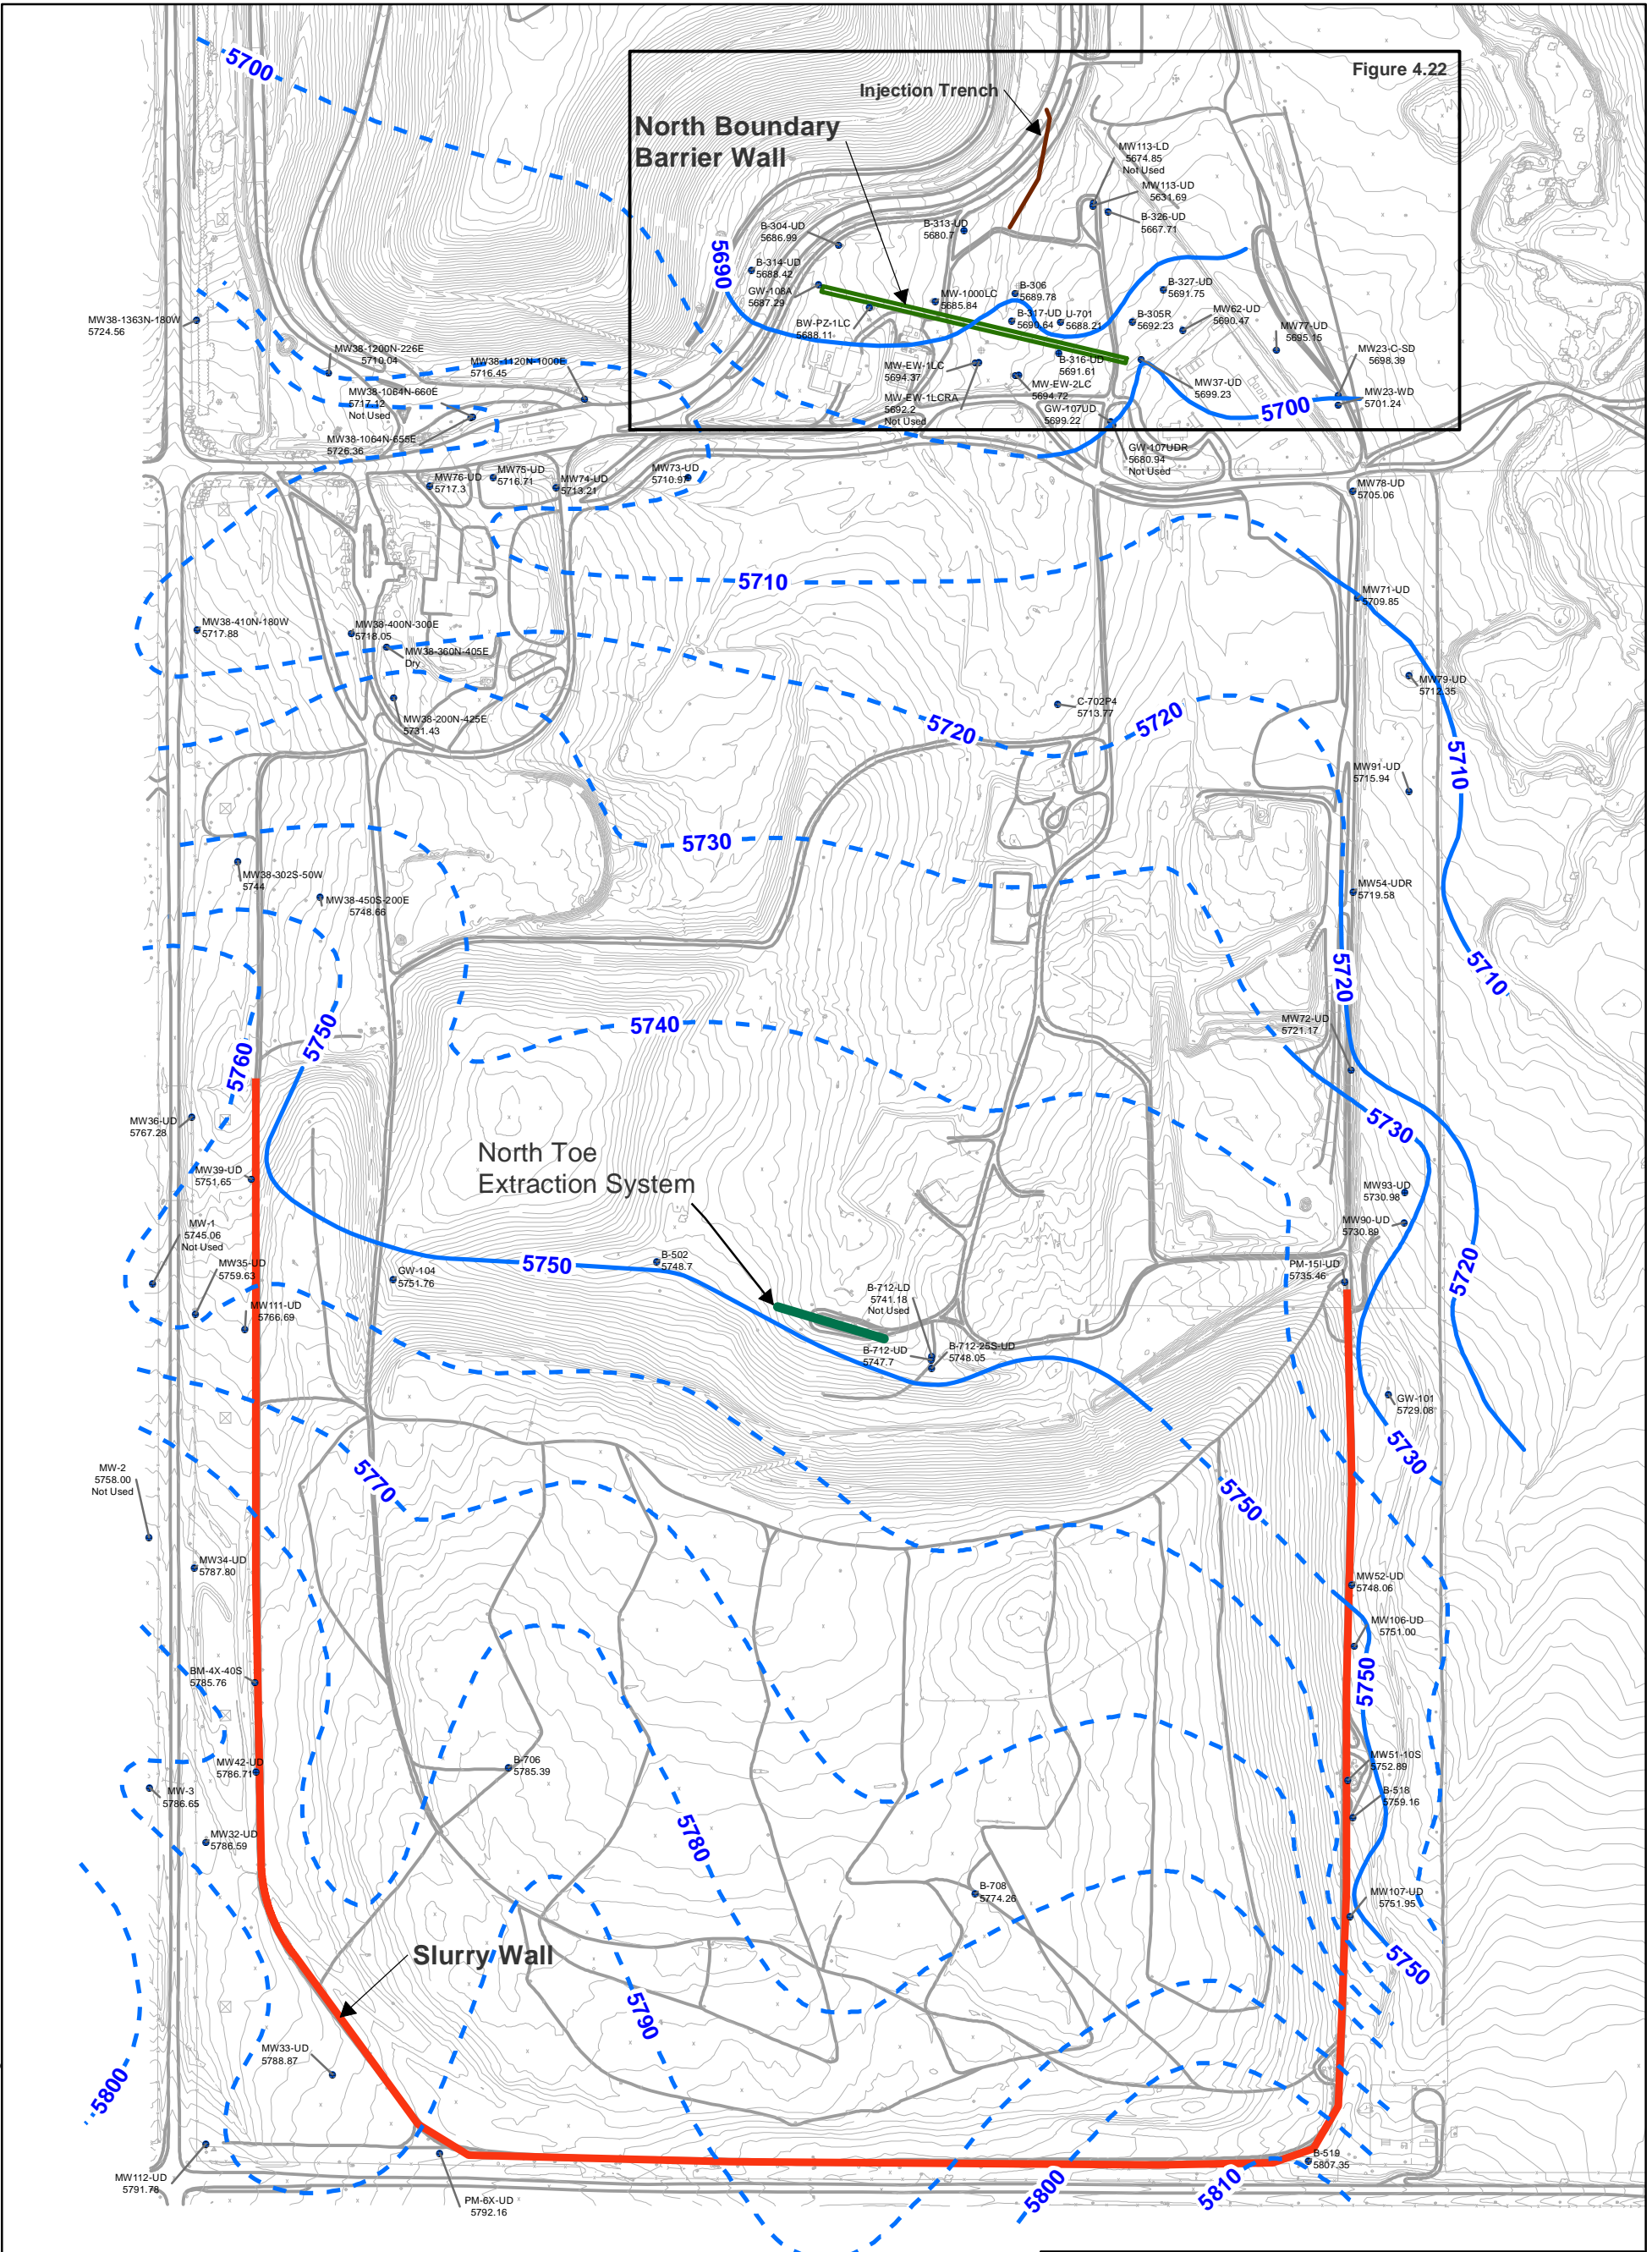 5700
Figure 4.22
Injection Trench
North Boundary
Barrier Wall
MW113-LD
5674.85
Not Used
MW113-UD
5631.69
B-326-UD
5667.71
B-304-UD
5686.99
B-313-UD
5680.7
5690
B-314-UD
5688.42
GW-108A
5687.29
MW-1000LC
5685.84
B-306
5689.78
B-327-UD
5691.75
BW-PZ-1LC
5688.11
B-317-UD
5690.64
U-701
5688.21
B-305R
5692.23
MW62-UD
5690.47
MW77-UD
5695.15
MW38-1363N-180W
5724.56
MW38-1200N-226E
5710.04
MW38-1120N-1000E
5716.45
MW23-C-SD
5698.39
MW-EW-1LC
5694.37
B-316-UD
5691.61
MW-EW-2LC
5694.72
MW37-UD
5699.23
MW23-WD
5701.24
MW38-1064N-660E
5717.12
Not Used
MW-EW-1LCRA
5692.2
Not Used
GW-107UD
5699.22
5700
MW38-1064N-655E
5726.36
GW-107UDR
5680.94
Not Used
MW76-UD
5717.3
MW75-UD
5716.71
MW74-UD
5713.21
MW73-UD
5710.97
MW78-UD
5705.06
5710
MW71-UD
5709.85
MW38-410N-180W
5717.88
MW38-400N-300E
5718.05
MW38-360N-405E
Dry
MW79-UD
5712.35
MW38-200N-425E
5731.43
C-702P4
5713.77
5720
5720
5710
MW91-UD
5715.94
5730
MW38-302S-50W
5744
MW38-450S-200E
5748.66
MW54-UDR
5719.58
5720
5710
5750
5740
MW72-UD
5721.17
5760
MW36-UD
5767.28
5730
North Toe
Extraction System
MW39-UD
5751.65
MW93-UD
5730.98
MW90-UD
5730.89
MW-1
5745.06
Not Used
MW35-UD
5759.63
GW-104
5751.76
5750
B-502
5748.7
PM-15I-UD
5735.46
5720
MW111-UD
5766.69
B-712-LD
5741.18
Not Used
B-712-UD
5747.7
B-712-25S-UD
5748.05
GW-101
5729.08
5730
MW-2
5758.00
Not Used
5770
5750
MW34-UD
5787.80
MW52-UD
5748.06
MW106-UD
5751.00
BM-4X-40S
5785.76
5750
MW42-UD
5786.71
MW-3
5786.65
B-706
5785.39
MW51-10S
5752.89
B-518
5759.16
MW32-UD
5786.59
5780
B-708
5774.26
MW107-UD
5751.95
Slurry Wall
5750
5790
MW33-UD
5788.87
5800
MW112-UD
5791.78
PM-6X-UD
5792.16
5800
5810
B-519
5807.35